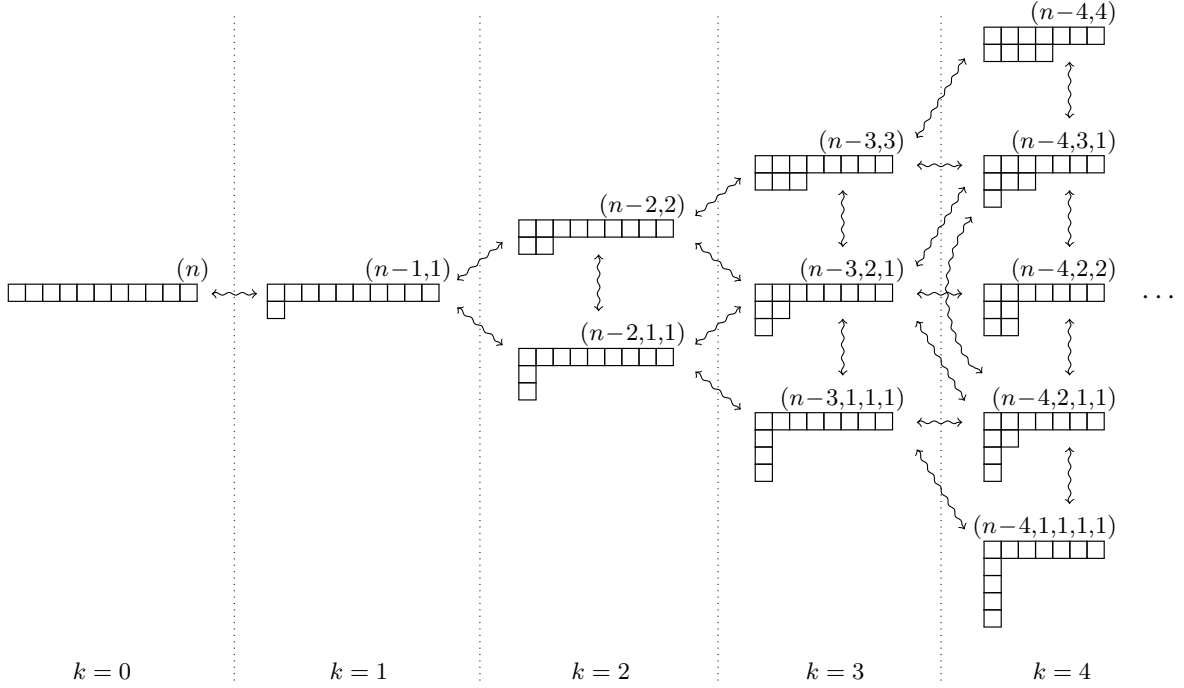 (n−4,4)
(n−3,3)
(n−4,3,1)
(n−2,2)
(n)
(n−1,1)
(n−3,2,1)
(n−4,2,2)
...
(n−2,1,1)
(n−3,1,1,1)
(n−4,2,1,1)
(n−4,1,1,1,1)
k = 0
k = 1
k = 2
k = 3
k = 4